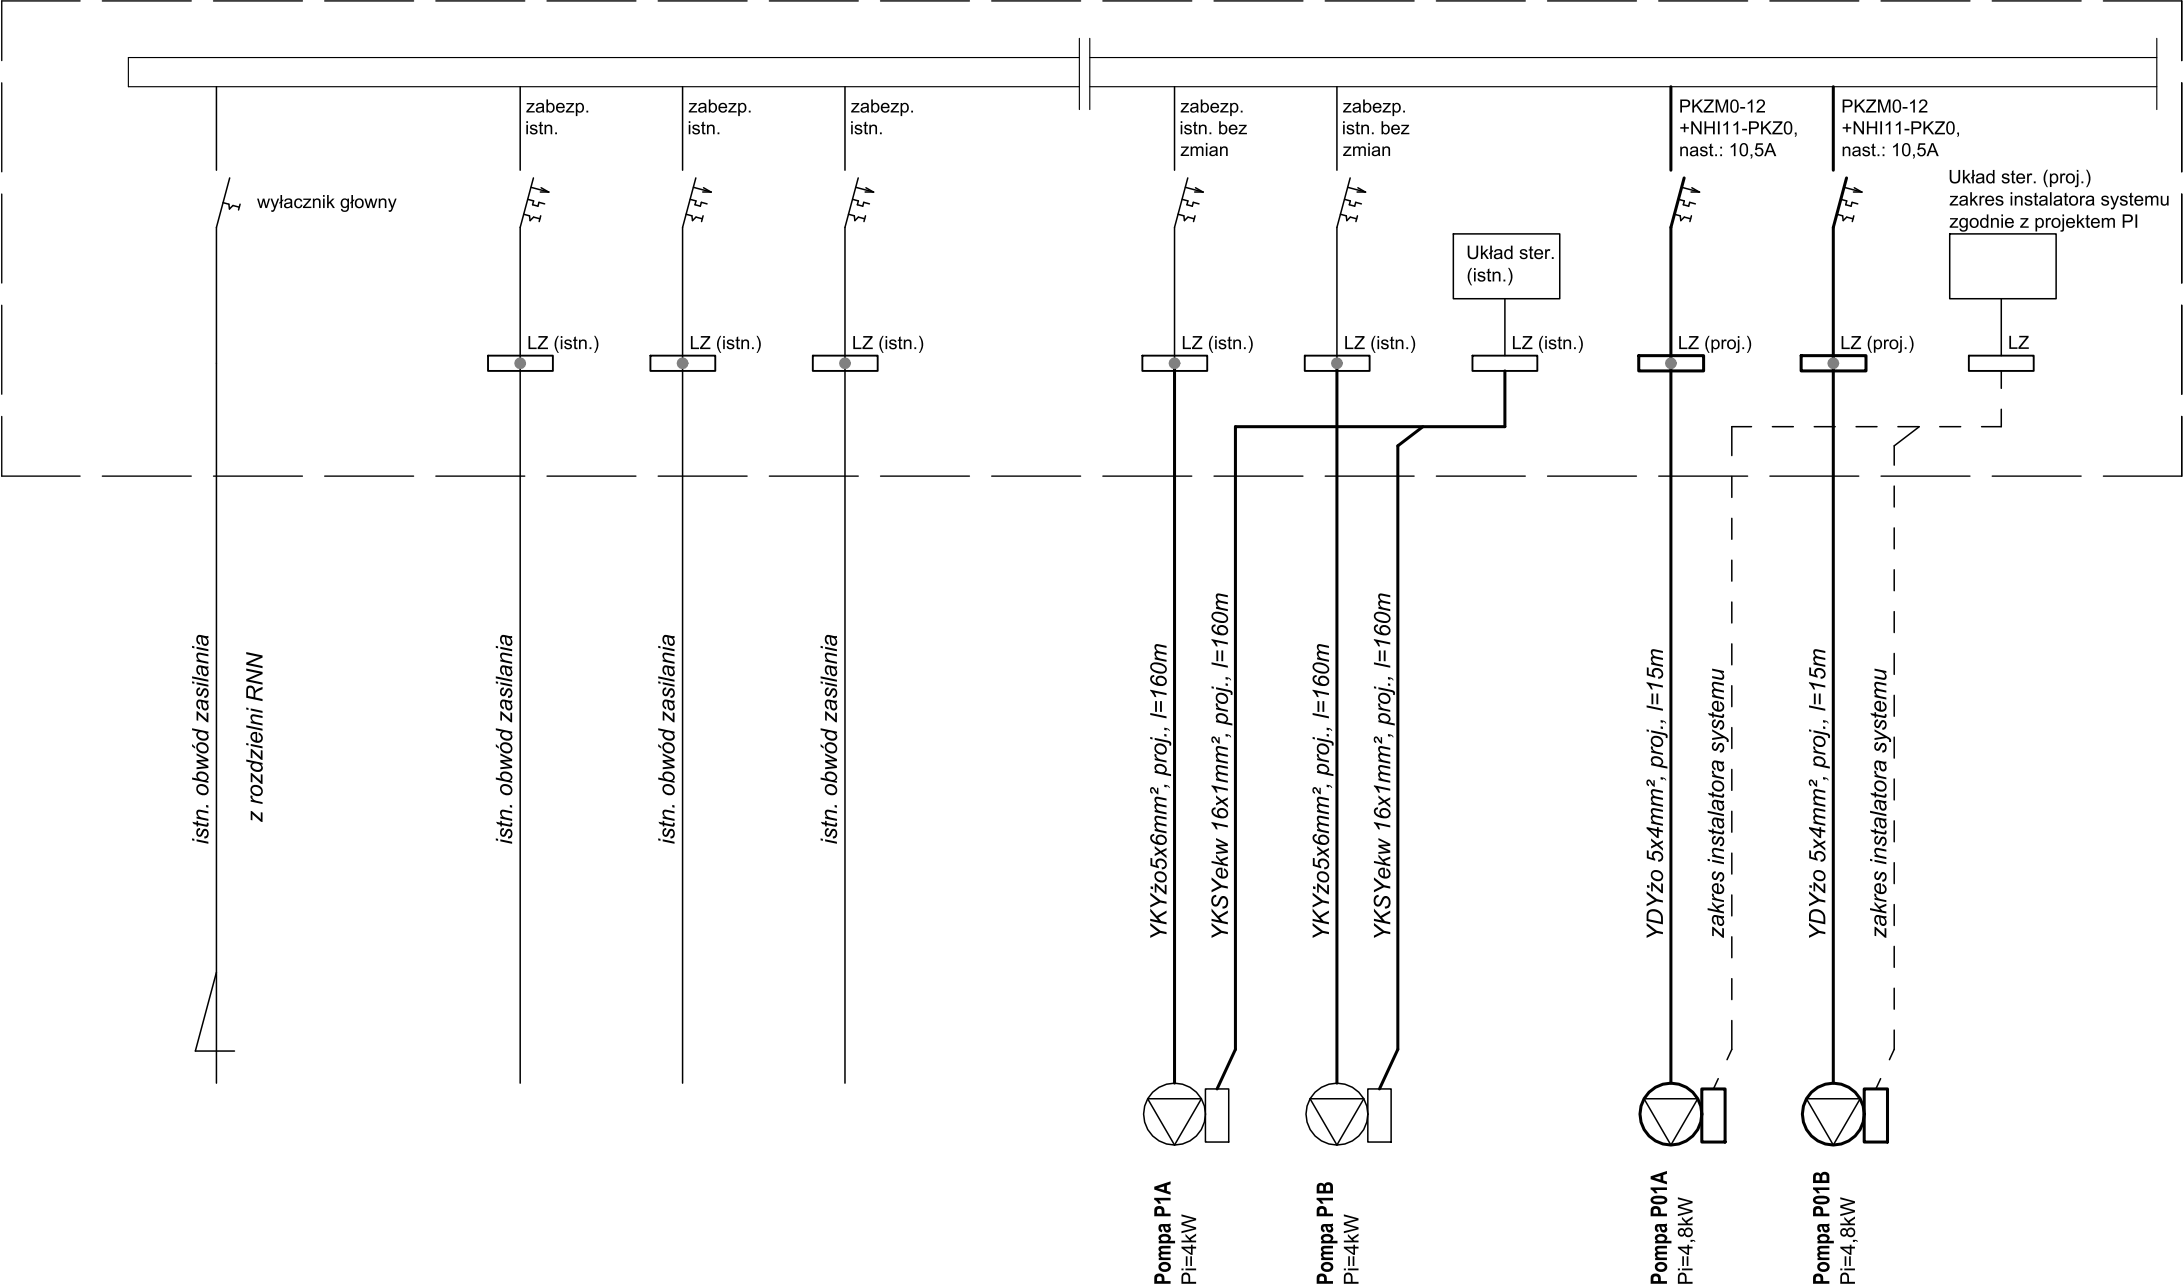 zabezp.
istn.
zabezp.
istn.
zabezp.
istn.
zabezp.
istn. bez
zmian
zabezp.
istn. bez
zmian
PKZM0-12
+NHI11-PKZ0,
nast.: 10,5A
PKZM0-12
+NHI11-PKZ0,
nast.: 10,5A
wyłacznik głowny
Układ ster. (proj.)
zakres instalatora systemu
zgodnie z projektem PI
Układ ster.
(istn.)
LZ (istn.)
LZ (istn.)
LZ (istn.)
LZ (istn.)
LZ (istn.)
LZ (istn.)
LZ (proj.)
LZ (proj.)
LZ
istn. obwód zasilania
z rozdzielni RNN
istn. obwód zasilania
istn. obwód zasilania
istn. obwód zasilania
YKYżo5x6mm², proj., l=160m
YKSYekw 16x1mm², proj., l=160m
YKYżo5x6mm², proj., l=160m
YKSYekw 16x1mm², proj., l=160m
YDYżo 5x4mm², proj., l=15m
zakres instalatora systemu
YDYżo 5x4mm², proj., l=15m
zakres instalatora systemu
Pompa P1A
Pi=4kW
Pompa P1B
Pi=4kW
Pompa P01A
Pi=4,8kW
Pompa P01B
Pi=4,8kW